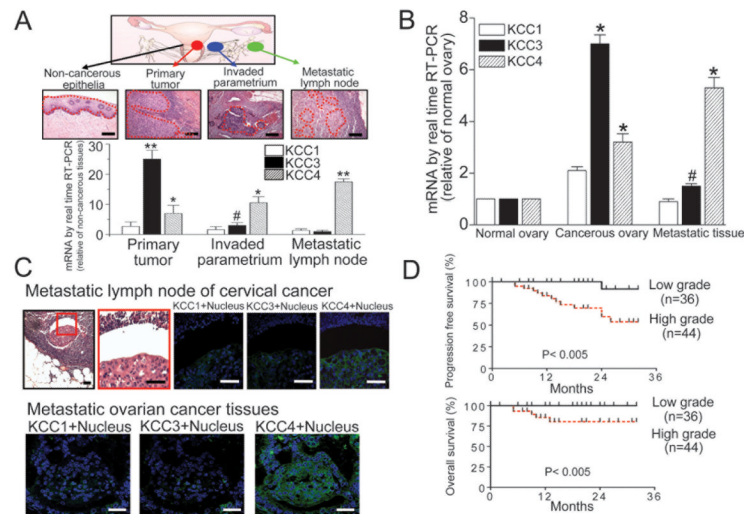 A
Non-cancerous epithelia
Primary tumor
Invaded parametrium
Metastatic lymph node
mRNA by real time RT-PCR
(relative of non-cancerous tissues)
30
20
10
0
**
*
#
*
**
KCC1
KCC3
KCC4
Primary tumor
Invaded parametrium
Metastatic lymph node
B
mRNA by real time RT-PCR
(relative of normal ovary)
8
6
4
2
0
KCC1
KCC3
KCC4
*
*
#
*
Normal ovary
Cancerous ovary
Metastatic tissue
C
Metastatic lymph node of cervical cancer
KCC1+Nucleus
KCC3+Nucleus
KCC4+Nucleus
Metastatic ovarian cancer tissues
KCC1+Nucleus
KCC3+Nucleus
KCC4+Nucleus
D
Progression free survival (%)
100
75
50
25
0
Low grade
(n=36)
High grade
(n=44)
P< 0.005
0
12
24
36
Months
Overall survival (%)
100
75
50
25
0
Low grade
(n=36)
High grade
(n=44)
P< 0.005
0
12
24
36
Months